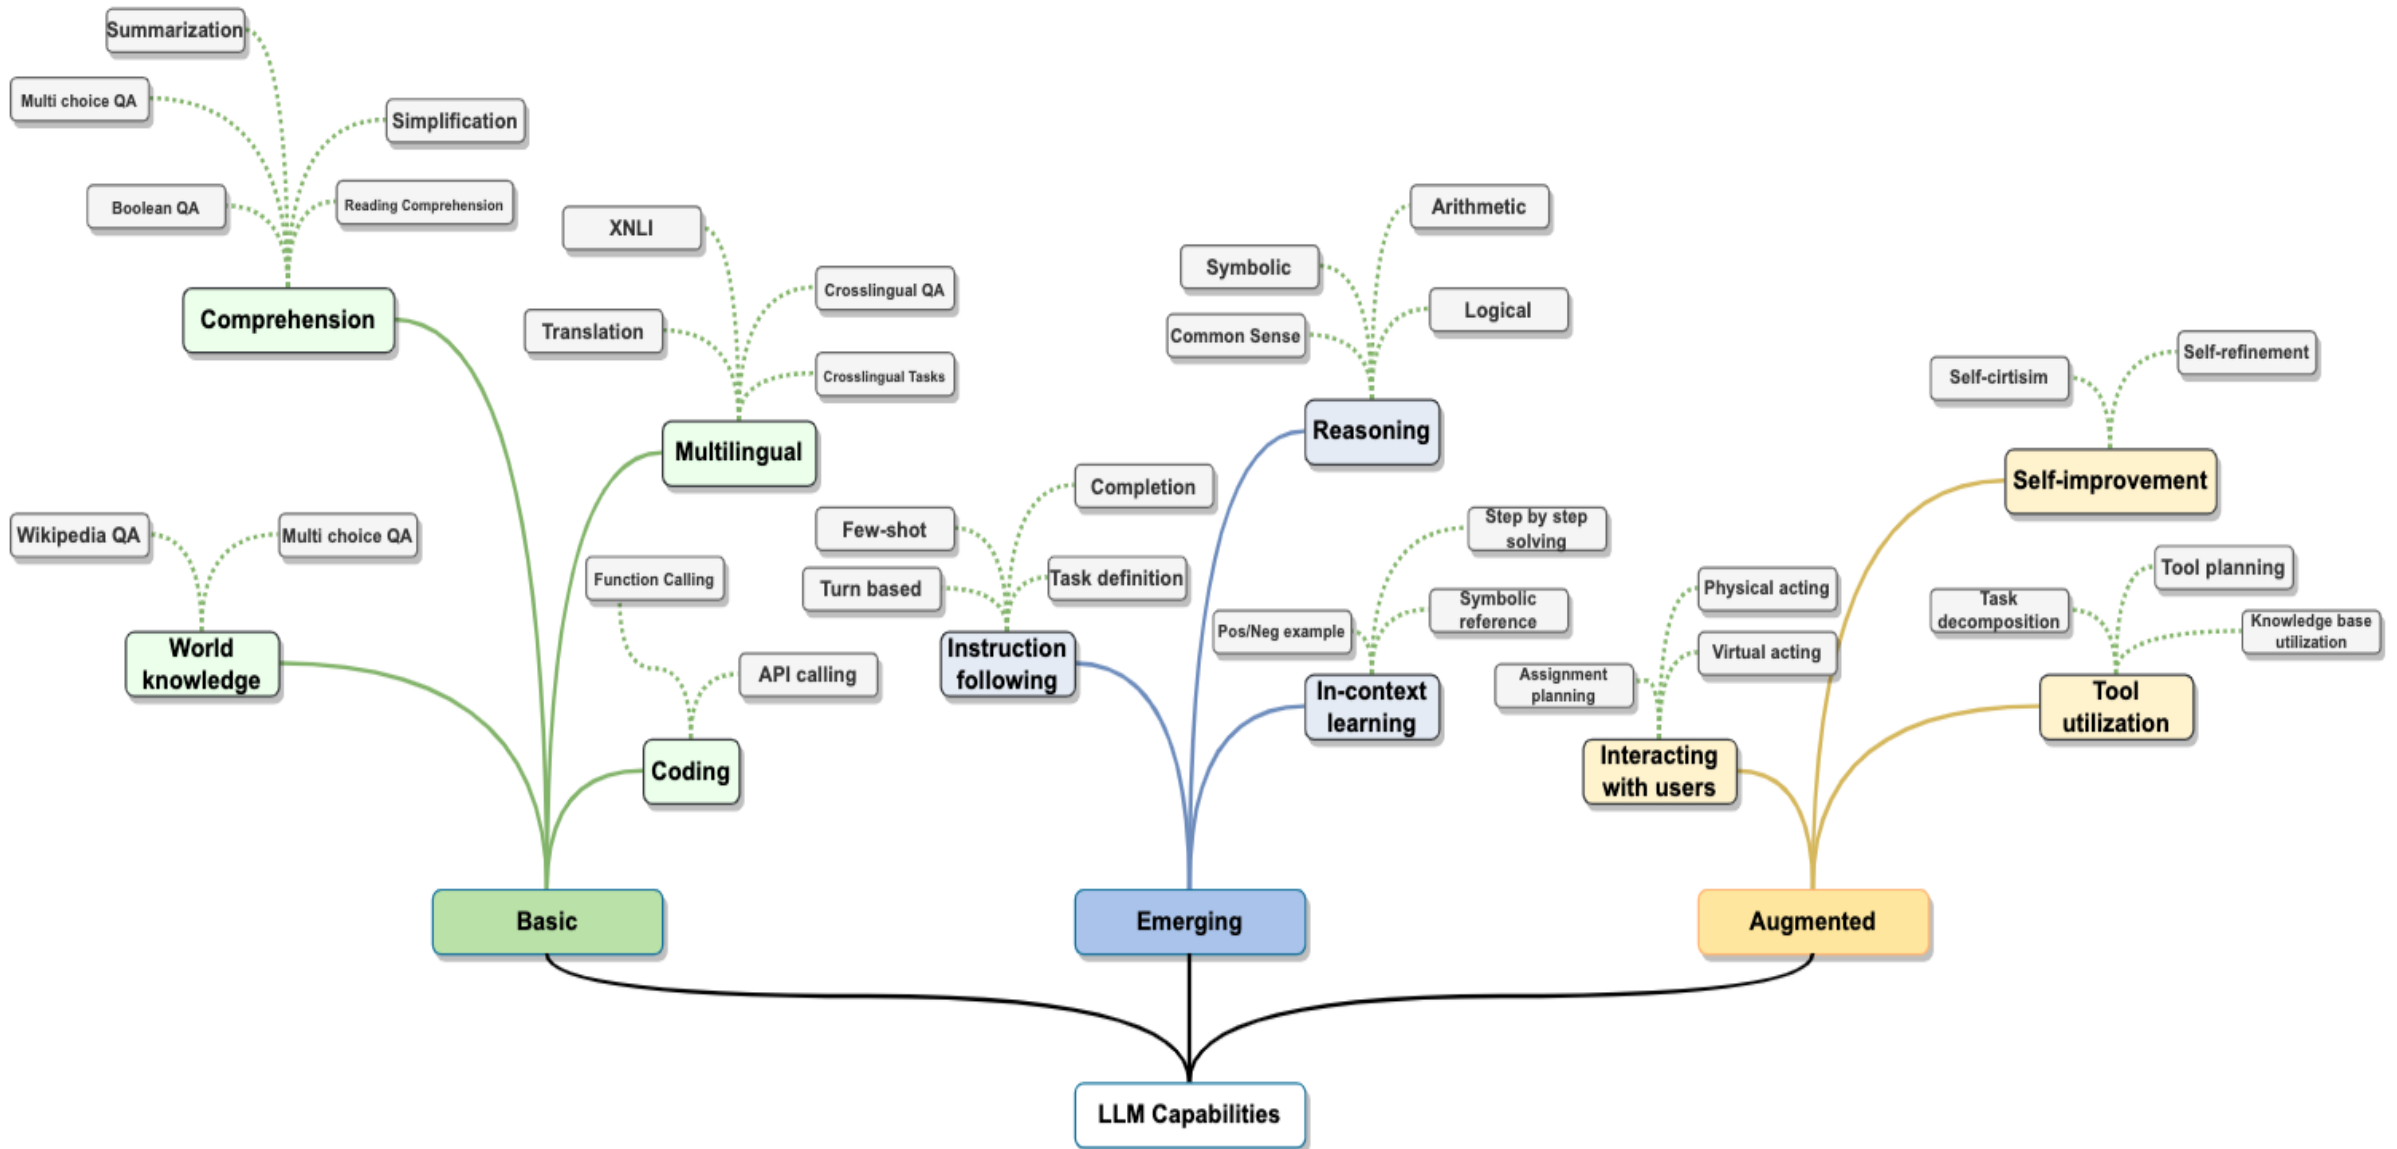 Summarization
Multi choice QA
Simplification
Boolean QA
Reading Comprehension
Comprehension
XNLI
Crosslingual QA
Translation
Crosslingual Tasks
Multilingual
Wikipedia QA
Multi choice QA
World
knowledge
Function Calling
API calling
Coding
Basic
Arithmetic
Symbolic
Logical
Common Sense
Reasoning
Completion
Few-shot
Turn based
Task definition
Instruction
following
Step by step
solving
Symbolic
reference
Pos/Neg example
In-context
learning
Emerging
Self-cirtisim
Self-refinement
Self-improvement
Physical acting
Virtual acting
Assignment
planning
Interacting
with users
Tool planning
Task
decomposition
Knowledge base
utilization
Tool
utilization
Augmented
LLM Capabilities